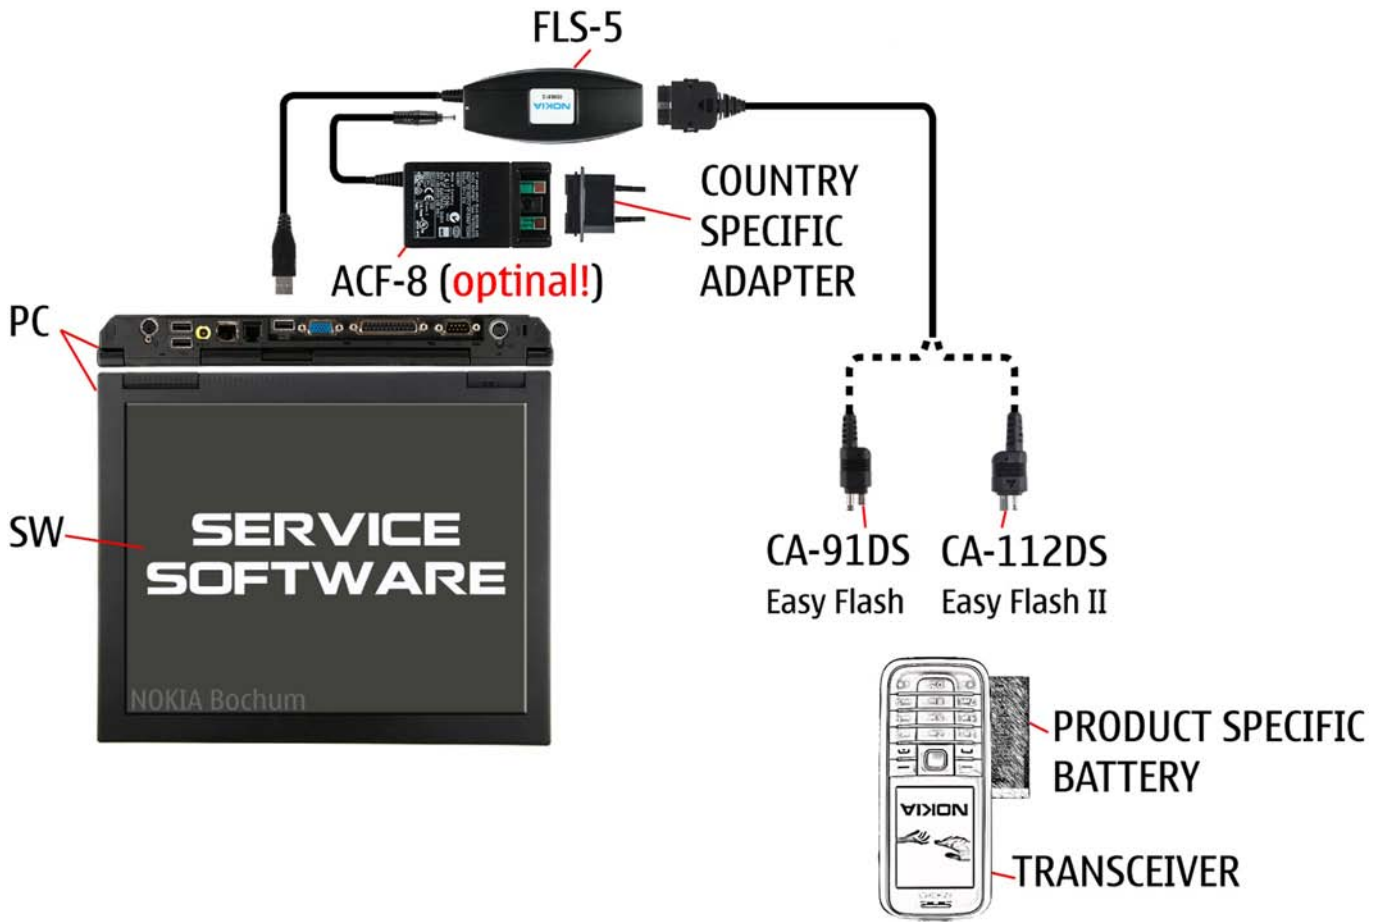 FLS-5
NOKIA
COUNTRY
SPECIFIC
ADAPTER
ACF-8 (optinal!)
PC
SW
SERVICE
SOFTWARE
NOKIA Bochum
CA-91DS
Easy Flash
CA-112DS
Easy Flash II
PRODUCT SPECIFIC
BATTERY
NOKIA
TRANSCEIVER